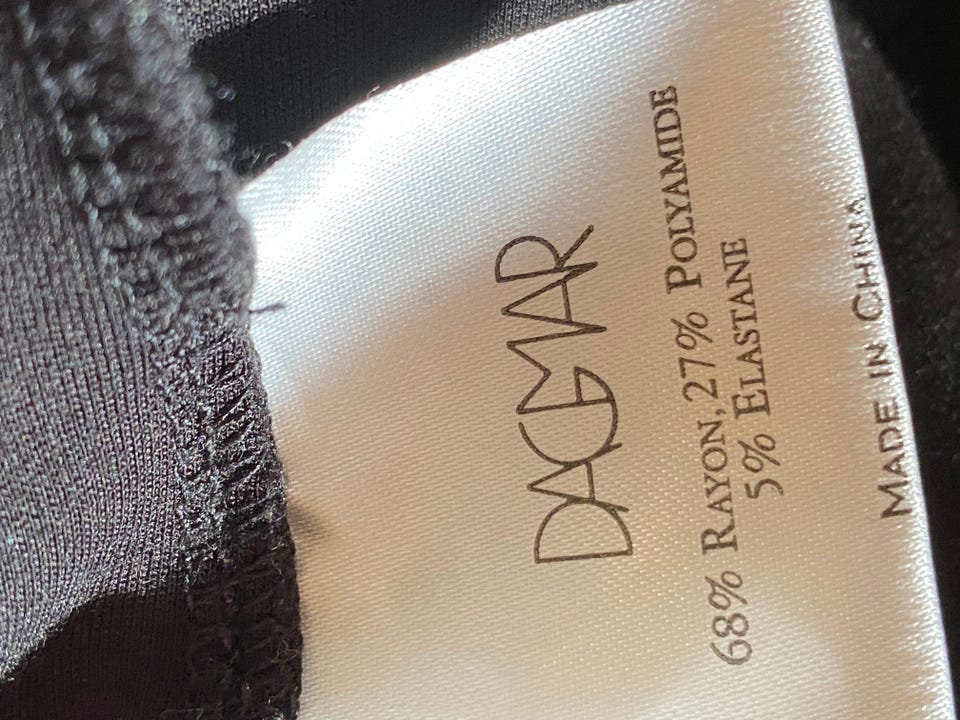 DAGMAR
68% RAYON, 27% POLYAMIDE
5% ELASTANE
MADE IN CHINA